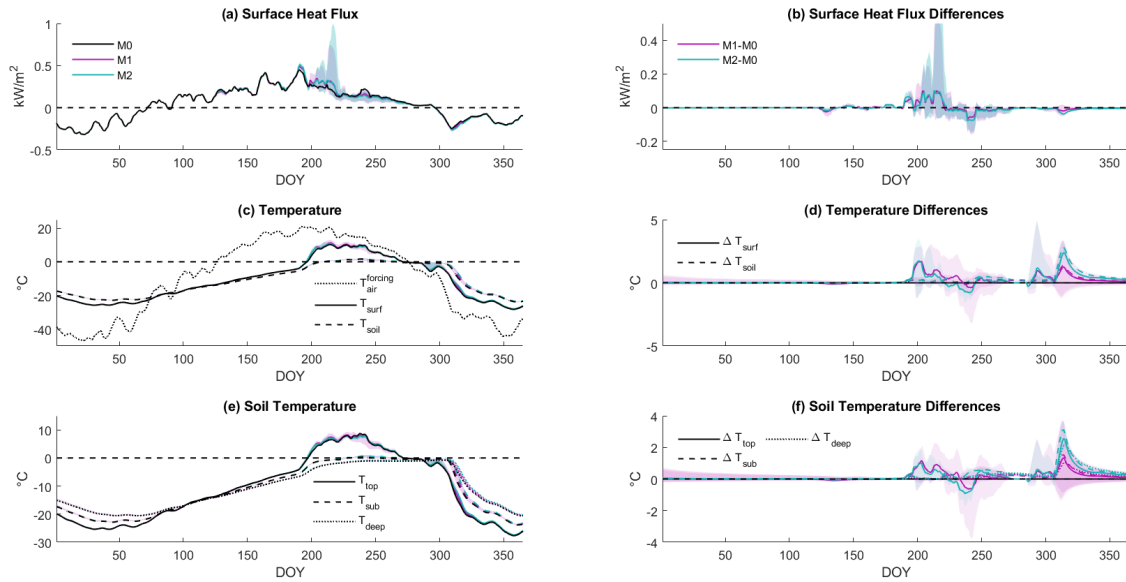 (a) Surface Heat Flux
1
0.5
0
-0.5
kW/m²
M0
M1
M2
50 100 150 200 250 300 350
DOY
(b) Surface Heat Flux Differences
0.4
0.2
0
-0.2
kW/m²
M1-M0
M2-M0
50 100 150 200 250 300 350
DOY
(c) Temperature
20
0
-20
-40
°C
T_air^forcing
T_surf
T_soil
50 100 150 200 250 300 350
DOY
(d) Temperature Differences
5
0
-5
°C
Δ T_surf
Δ T_soil
50 100 150 200 250 300 350
DOY
(e) Soil Temperature
10
0
-10
-20
-30
°C
T_top
T_sub
T_deep
50 100 150 200 250 300 350
DOY
(f) Soil Temperature Differences
4
2
0
-2
-4
°C
Δ T_top Δ T_deep
Δ T_sub
50 100 150 200 250 300 350
DOY